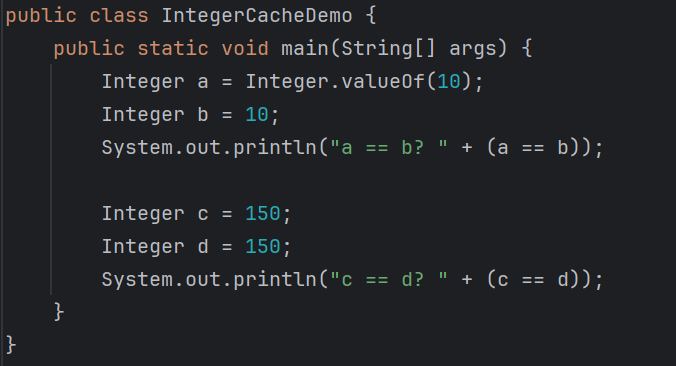 public class IntegerCacheDemo {
    public static void main(String[] args) {
        Integer a = Integer.valueOf(10);
        Integer b = 10;
        System.out.println("a == b? " + (a == b));

        Integer c = 150;
        Integer d = 150;
        System.out.println("c == d? " + (c == d));
    }
}